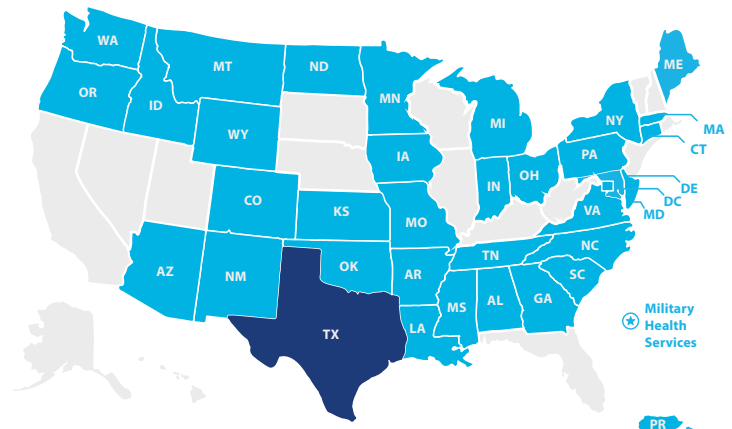 WA
MT
ND
ME
OR
ID
MN
NY
WY
MI
MA
CT
IA
PA
CO
IN
OH
DE
DC
KS
MO
VA
MD
AZ
NM
OK
AR
TN
NC
SC
TX
LA
MS
AL
GA
Military
Health
Services
PR